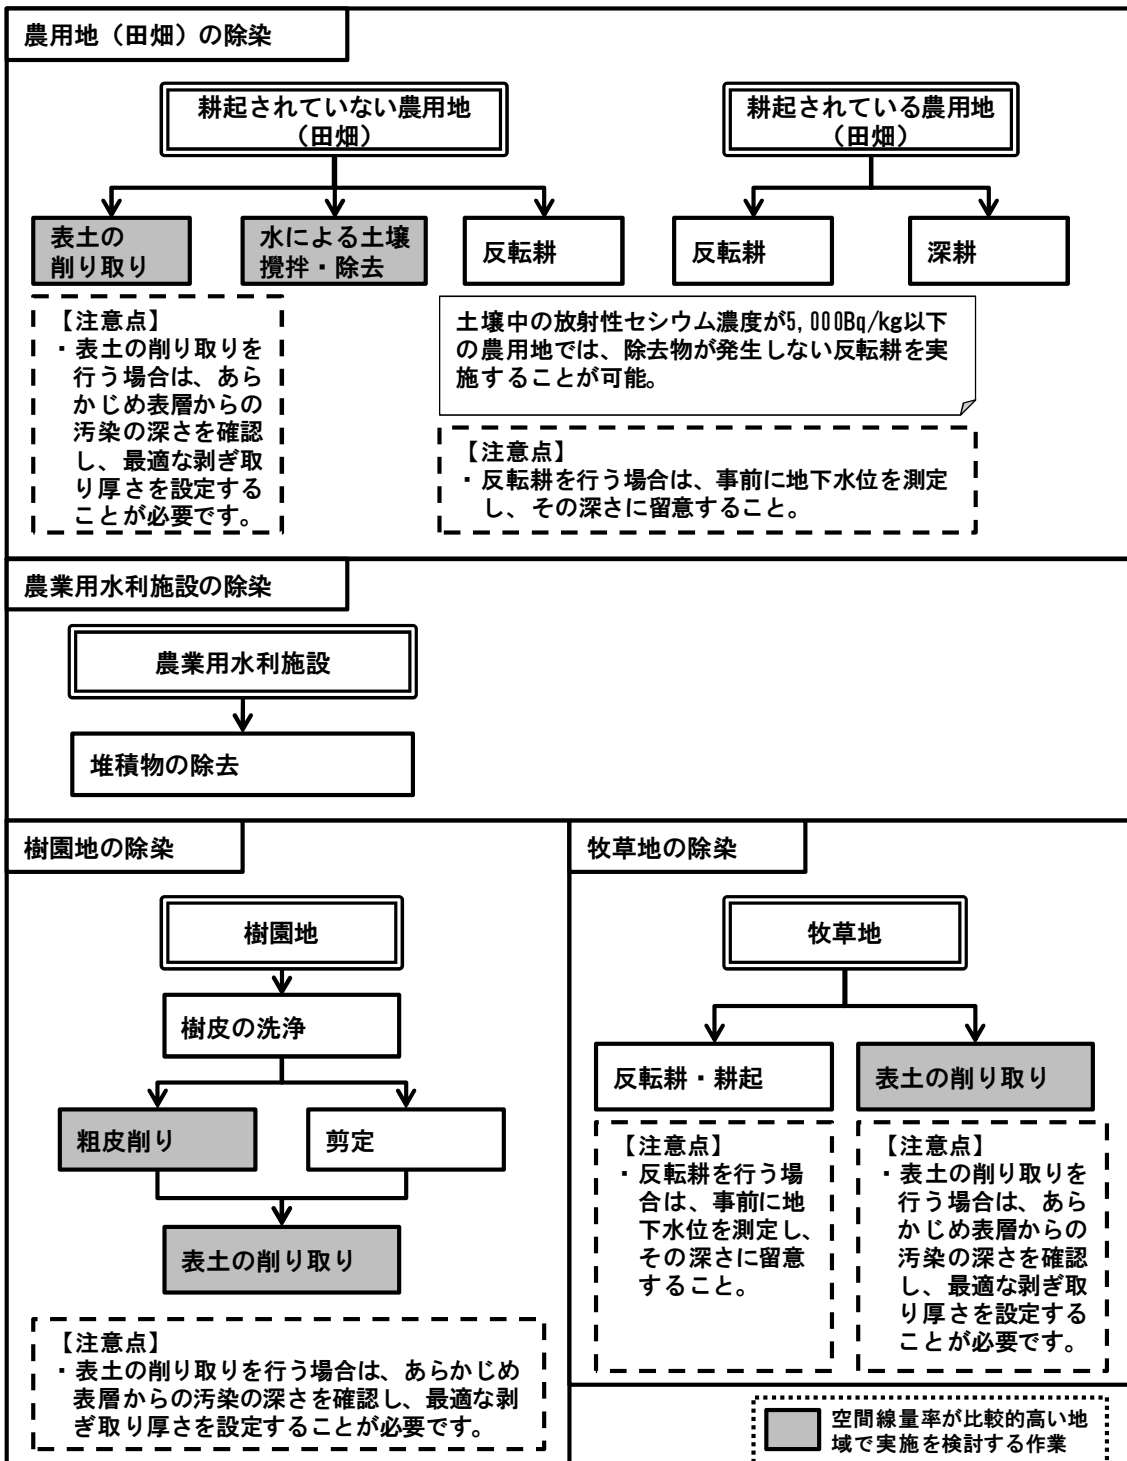 農用地（田畑）の除染
耕起されていない農用地
（田畑）
耕起されている農用地
（田畑）
表土の
削り取り
水による土壌
攪拌・除去
反転耕
反転耕
深耕
【注意点】
・表土の削り取りを
行う場合は、あら
かじめ表層からの
汚染の深さを確認
し、最適な剥ぎ取
り厚さを設定する
ことが必要です。
土壌中の放射性セシウム濃度が5,000Bq/kg以下
の農用地では、除去物が発生しない反転耕を実
施することが可能。
【注意点】
・反転耕を行う場合は、事前に地下水位を測定
し、その深さに留意すること。
農業用水利施設の除染
農業用水利施設
堆積物の除去
樹園地の除染
樹園地
樹皮の洗浄
粗皮削り
剪定
表土の削り取り
【注意点】
・表土の削り取りを行う場合は、あらかじめ
表層からの汚染の深さを確認し、最適な剥
ぎ取り厚さを設定することが必要です。
牧草地の除染
牧草地
反転耕・耕起
表土の削り取り
【注意点】
・反転耕を行う場
合は、事前に地
下水位を測定し、
その深さに留意
すること。
【注意点】
・表土の削り取りを
行う場合は、あら
かじめ表層からの
汚染の深さを確認
し、最適な剥ぎ取
り厚さを設定する
ことが必要です。
空間線量率が比較的高い地
域で実施を検討する作業